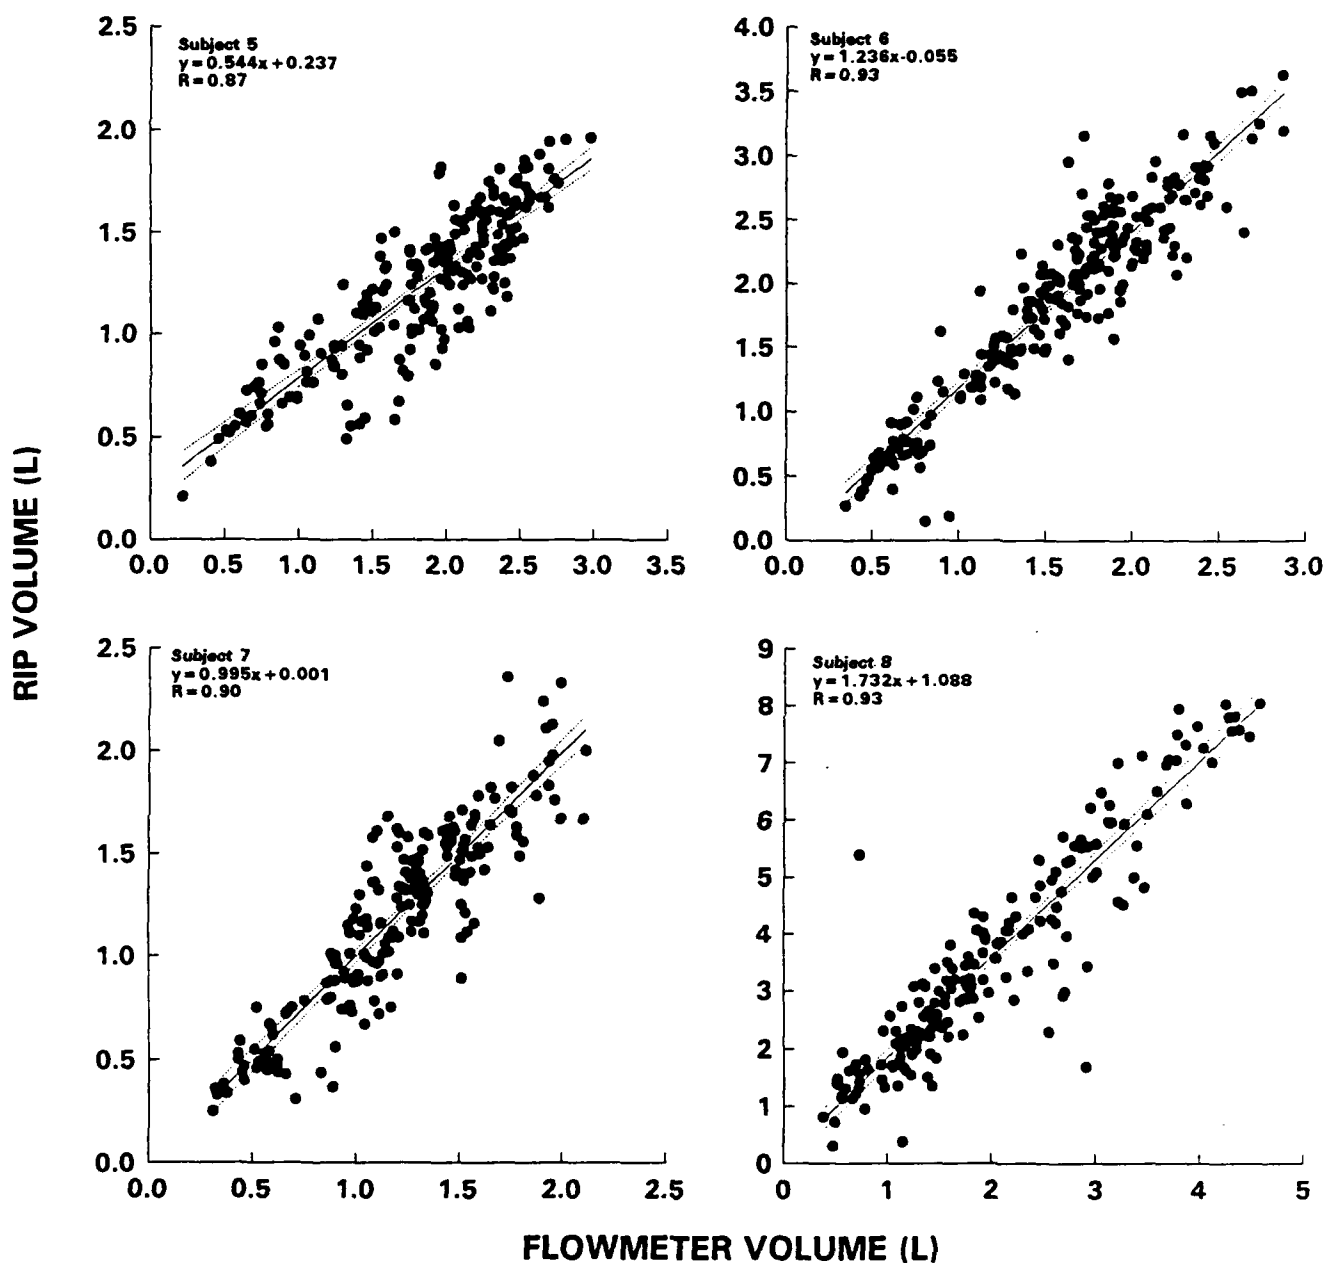 RIP VOLUME (L)
Subject 5
y=0.544x+0.237
R=0.87
2.5
2.0
1.5
1.0
0.5
0.0
0.0 0.5 1.0 1.5 2.0 2.5 3.0 3.5
Subject 6
y=1.236x-0.055
R=0.93
4.0
3.5
3.0
2.5
2.0
1.5
1.0
0.5
0.0
0.0 0.5 1.0 1.5 2.0 2.5 3.0
Subject 7
y=0.995x+0.001
R=0.90
2.5
2.0
1.5
1.0
0.5
0.0
0.0 0.5 1.0 1.5 2.0 2.5
Subject 8
y=1.732x+1.088
R=0.93
9
8
7
6
5
4
3
2
1
0
0 1 2 3 4 5
FLOWMETER VOLUME (L)